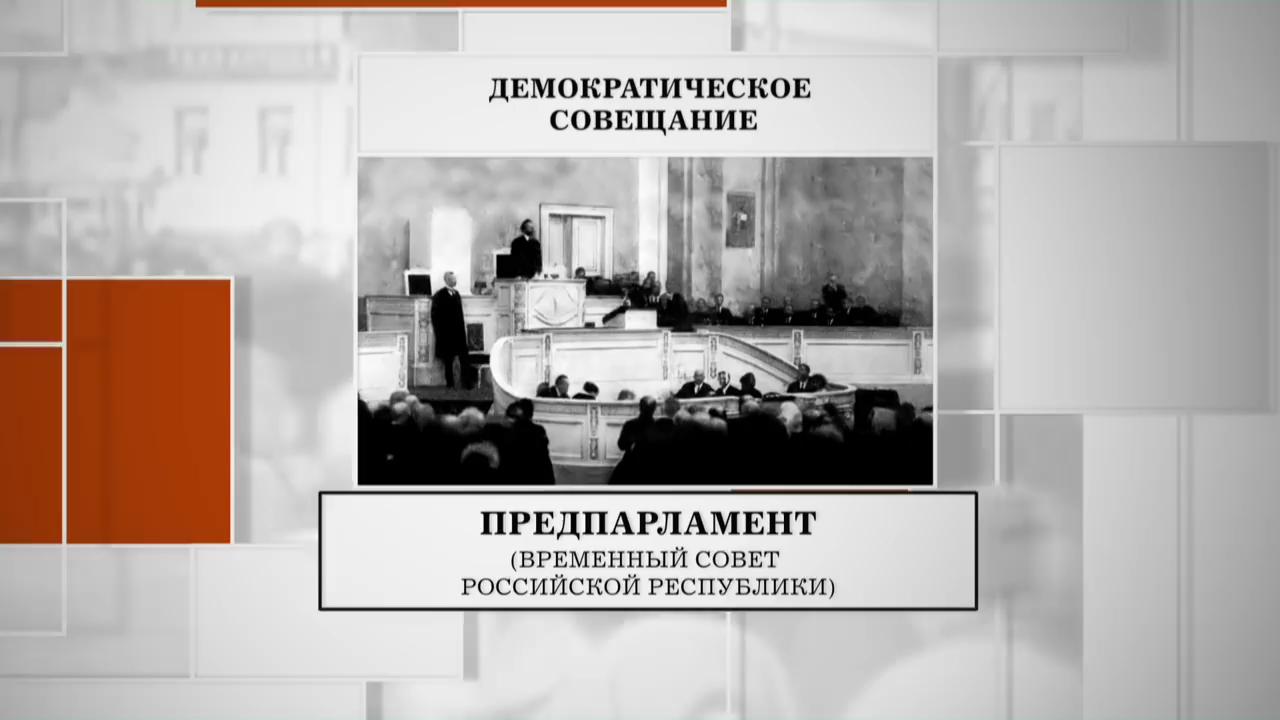 ДЕМОКРАТИЧЕСКОЕ
СОВЕЩАНИЕ
ПРЕДПАРЛАМЕНТ
(ВРЕМЕННЫЙ СОВЕТ
РОССИЙСКОЙ РЕСПУБЛИКИ)